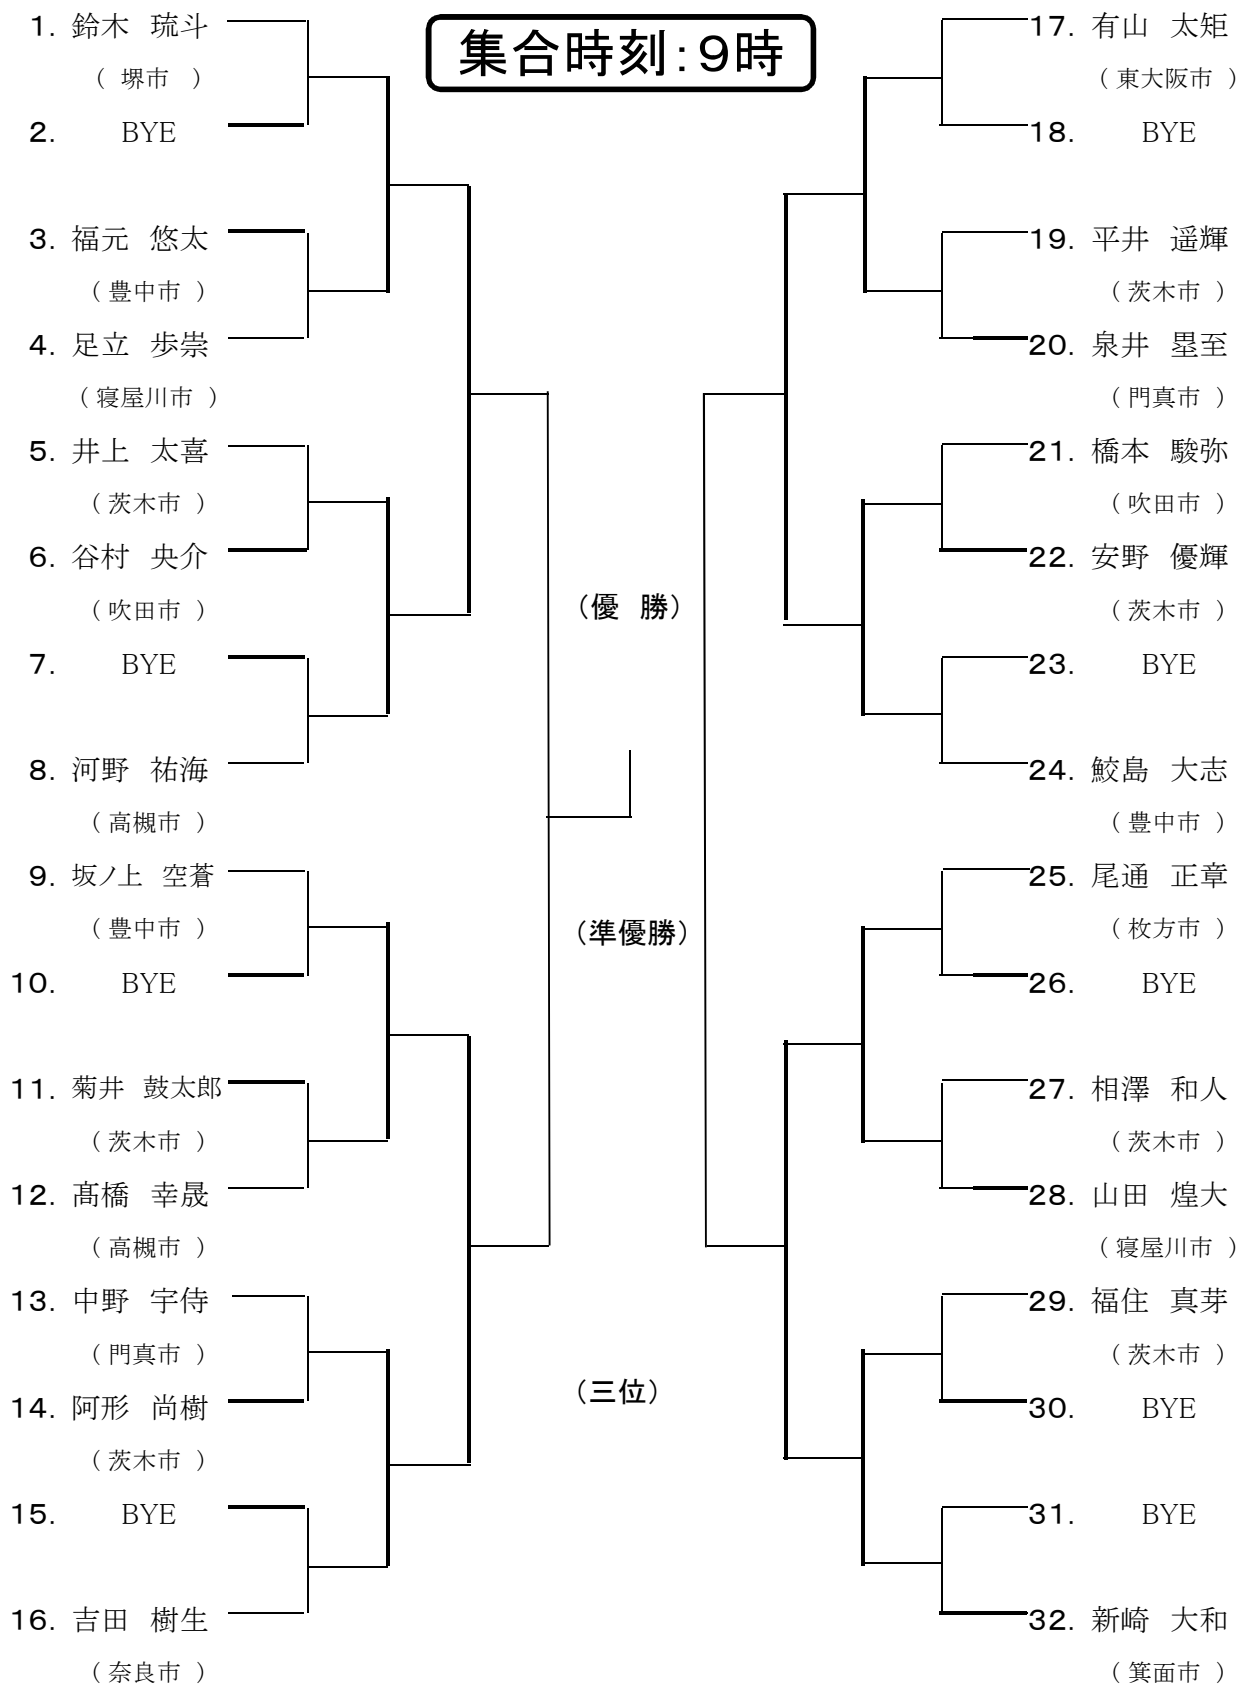 集合時刻：9時
1. 鈴木 琉斗
（ 堺市 ）
2. BYE
3. 福元 悠太
（ 豊中市 ）
4. 足立 歩崇
（ 寝屋川市 ）
5. 井上 太喜
（ 茨木市 ）
6. 谷村 央介
（ 吹田市 ）
7. BYE
8. 河野 祐海
（ 高槻市 ）
9. 坂ノ上 空蒼
（ 豊中市 ）
10. BYE
11. 菊井 鼓太郎
（ 茨木市 ）
12. 髙橋 幸晟
（ 高槻市 ）
13. 中野 宇侍
（ 門真市 ）
14. 阿形 尚樹
（ 茨木市 ）
15. BYE
16. 吉田 樹生
（ 奈良市 ）
（優 勝）
（準優勝）
（三位）
17. 有山 太矩
（ 東大阪市 ）
18. BYE
19. 平井 遥輝
（ 茨木市 ）
20. 泉井 塁至
（ 門真市 ）
21. 橋本 駿弥
（ 吹田市 ）
22. 安野 優輝
（ 茨木市 ）
23. BYE
24. 鮫島 大志
（ 豊中市 ）
25. 尾通 正章
（ 枚方市 ）
26. BYE
27. 相澤 和人
（ 茨木市 ）
28. 山田 煌大
（ 寝屋川市 ）
29. 福住 真芽
（ 茨木市 ）
30. BYE
31. BYE
32. 新崎 大和
（ 箕面市 ）